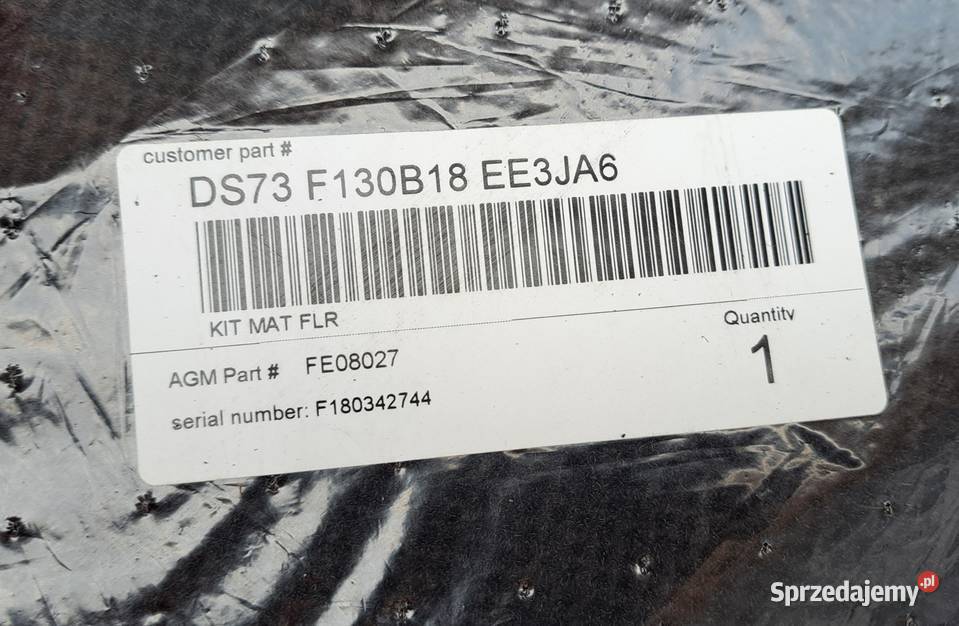 customer part #
DS73 F130B18 EE3JA6
KIT MAT FLR
Quantity
1
AGM Part # FE08027
serial number: F180342744
Sprzedajemy.pl